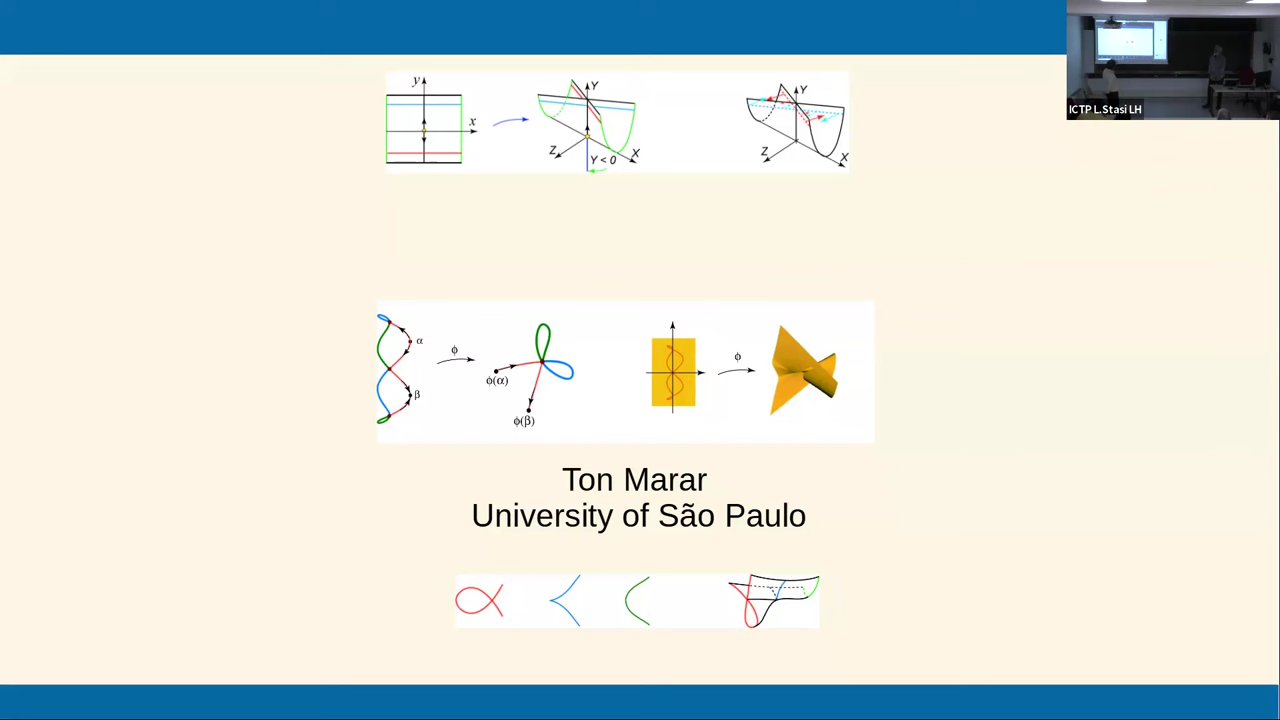 ICTP L.Stasi LH
y
x
Y
Z
X
Y < 0
Y
Z
X
α
β
ϕ
ϕ(α)
ϕ(β)
ϕ
Ton Marar
University of São Paulo